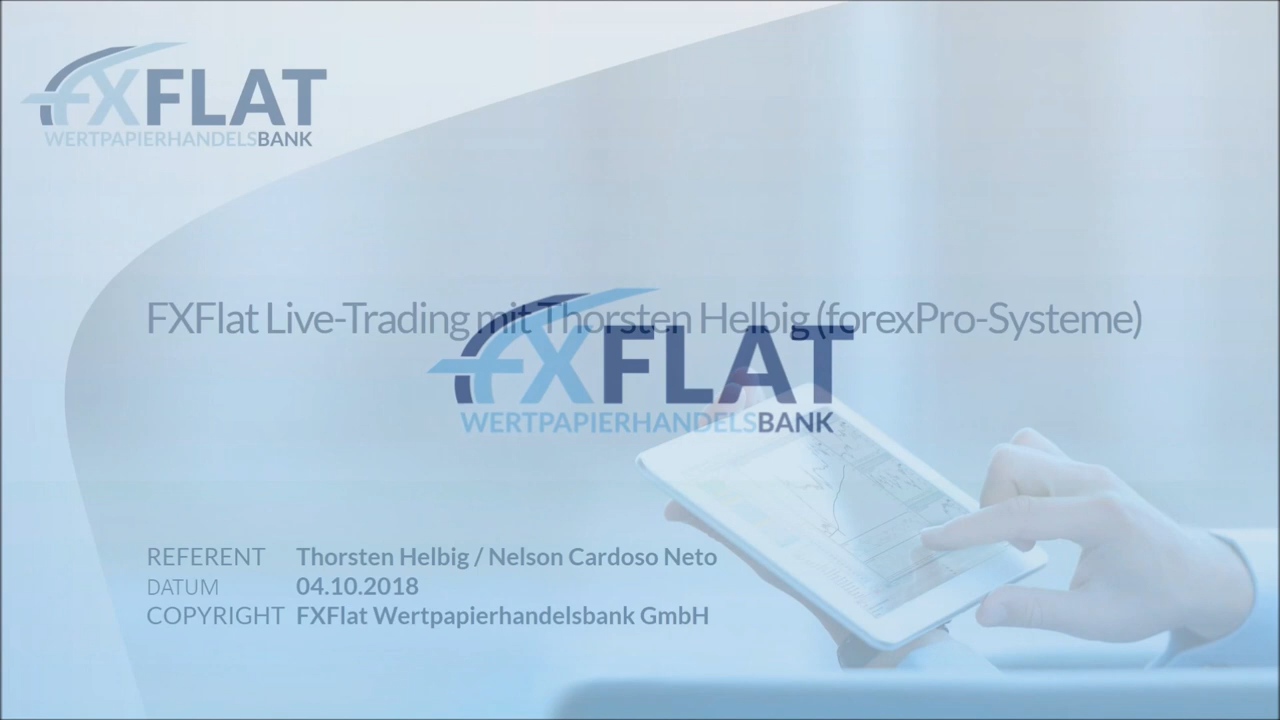 FXFLAT
WERTPAPIERHANDELSBANK
FXFlat Live-Trading mit Thorsten Helbig (forexPro-Systeme)
FXFLAT
WERTPAPIERHANDELSBANK
REFERENT Thorsten Helbig / Nelson Cardoso Neto
DATUM 04.10.2018
COPYRIGHT FXFlat Wertpapierhandelsbank GmbH